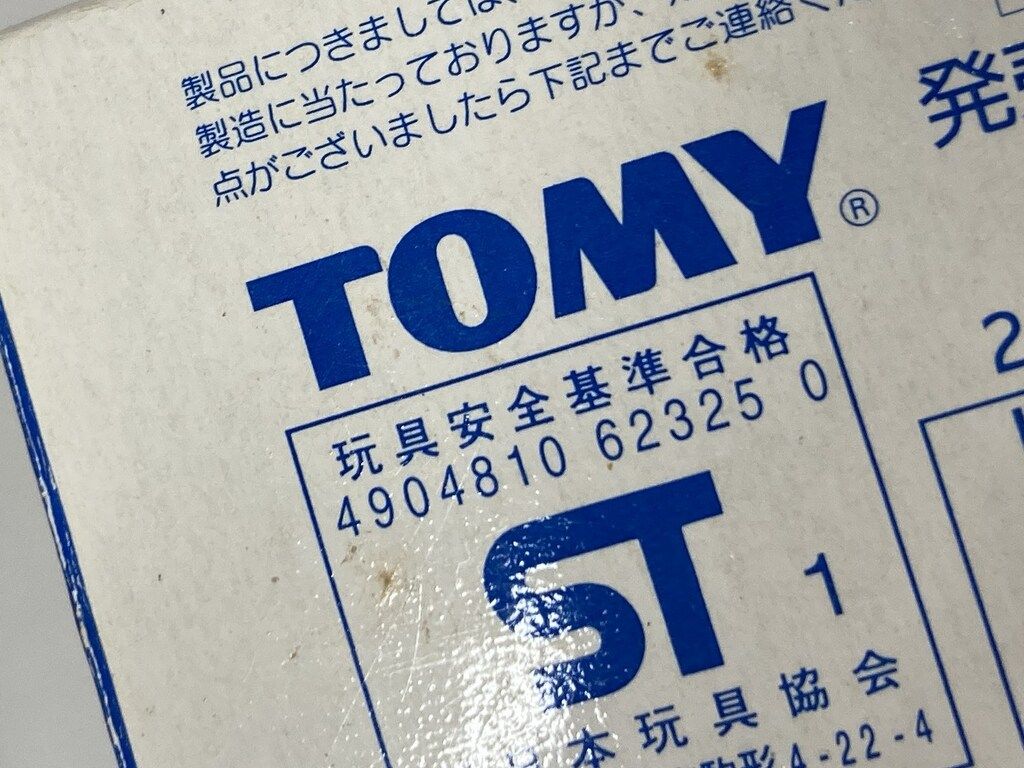 製品につきましては、
製造に当たっておりますが、
点がございましたら下記までご連絡く
発
TOMY®
2
玩具安全基準合格
4904810 62325 0
ST 1
本玩具協会
形4-22-4